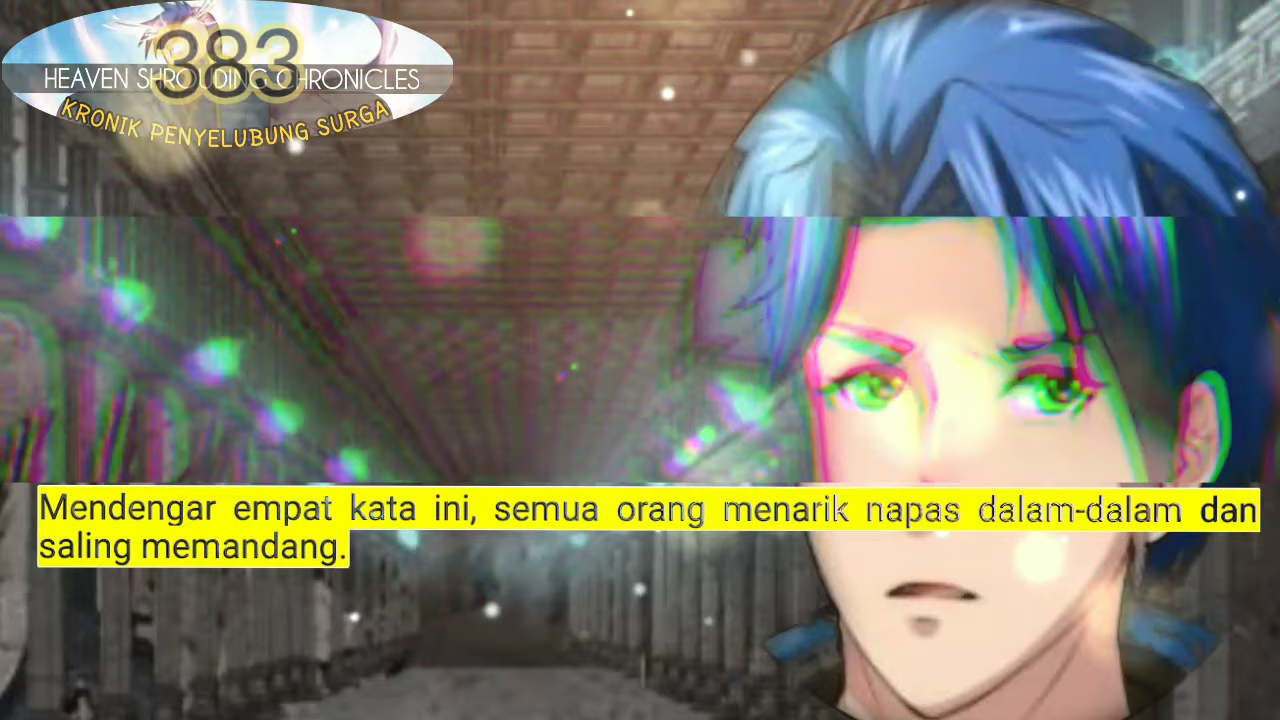 383
HEAVEN SHROUDING CHRONICLES
KRONIK PENYELUBUNG SURGA
Mendengar empat kata ini, semua orang menarik napas dalam-dalam dan
saling memandang.